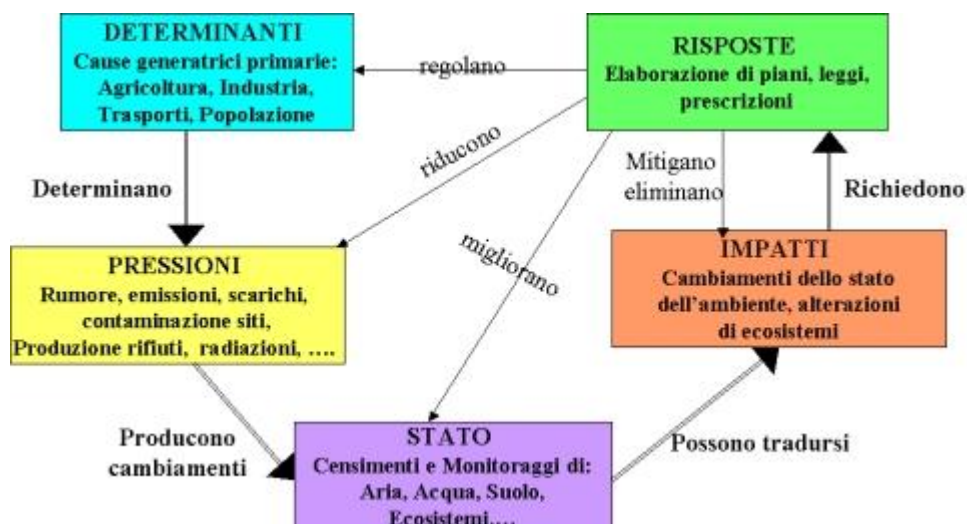 DETERMINANTI
Cause generatrici primarie:
Agricoltura, Industria,
Trasporti, Popolazione
regolano
RISPOSTE
Elaborazione di piani, leggi,
prescrizioni
Determinano
riducono
Mitigano
eliminano
Richiedono
PRESSIONI
Rumore, emissioni, scarichi,
contaminazione siti,
Produzione rifiuti, radiazioni, ....
migliorano
IMPATTI
Cambiamenti dello stato
dell'ambiente, alterazioni
di ecosistemi
Producono
cambiamenti
STATO
Censimenti e Monitoraggi di:
Aria, Acqua, Suolo,
Ecosistemi....
Possono tradursi